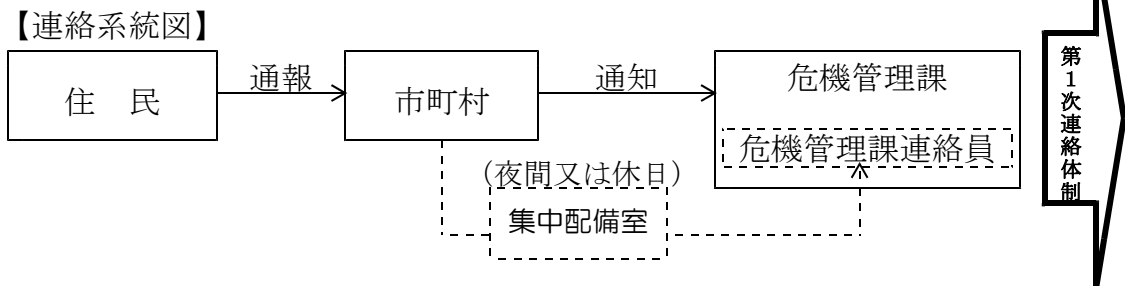 【連絡系統図】
住　民
通報
市町村
通知
危機管理課
危機管理課連絡員
（夜間又は休日）
集中配備室
第１次連絡体制